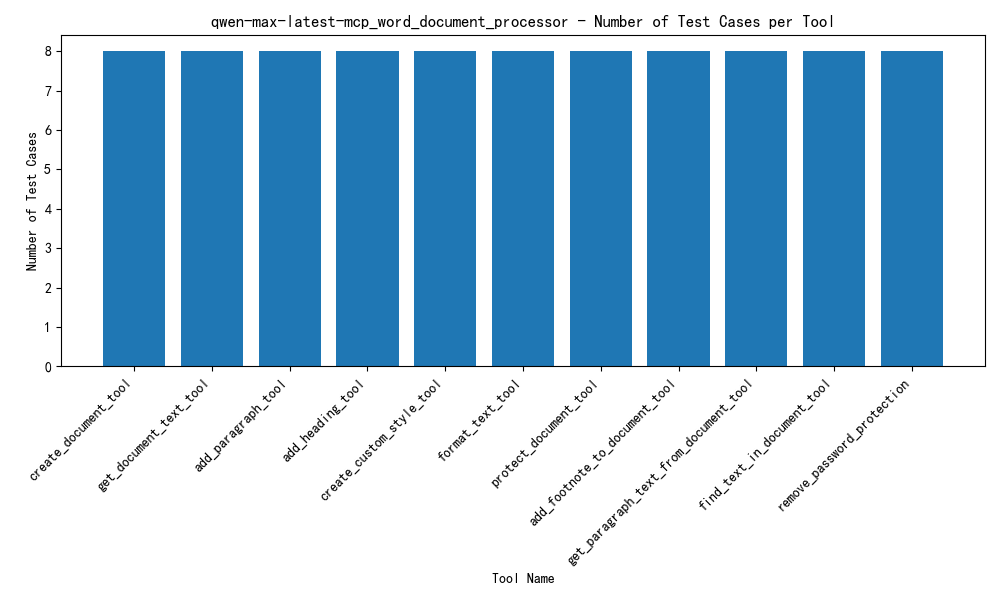 qwen-max-latest-mcp_word_document_processor - Number of Test Cases per Tool
Number of Test Cases
8
7
6
5
4
3
2
1
0
create_document_tool
get_document_text_tool
add_paragraph_tool
add_heading_tool
create_custom_style_tool
format_text_tool
protect_document_tool
add_footnote_to_document_tool
get_paragraph_text_from_document_tool
find_text_in_document_tool
remove_password_protection
Tool Name